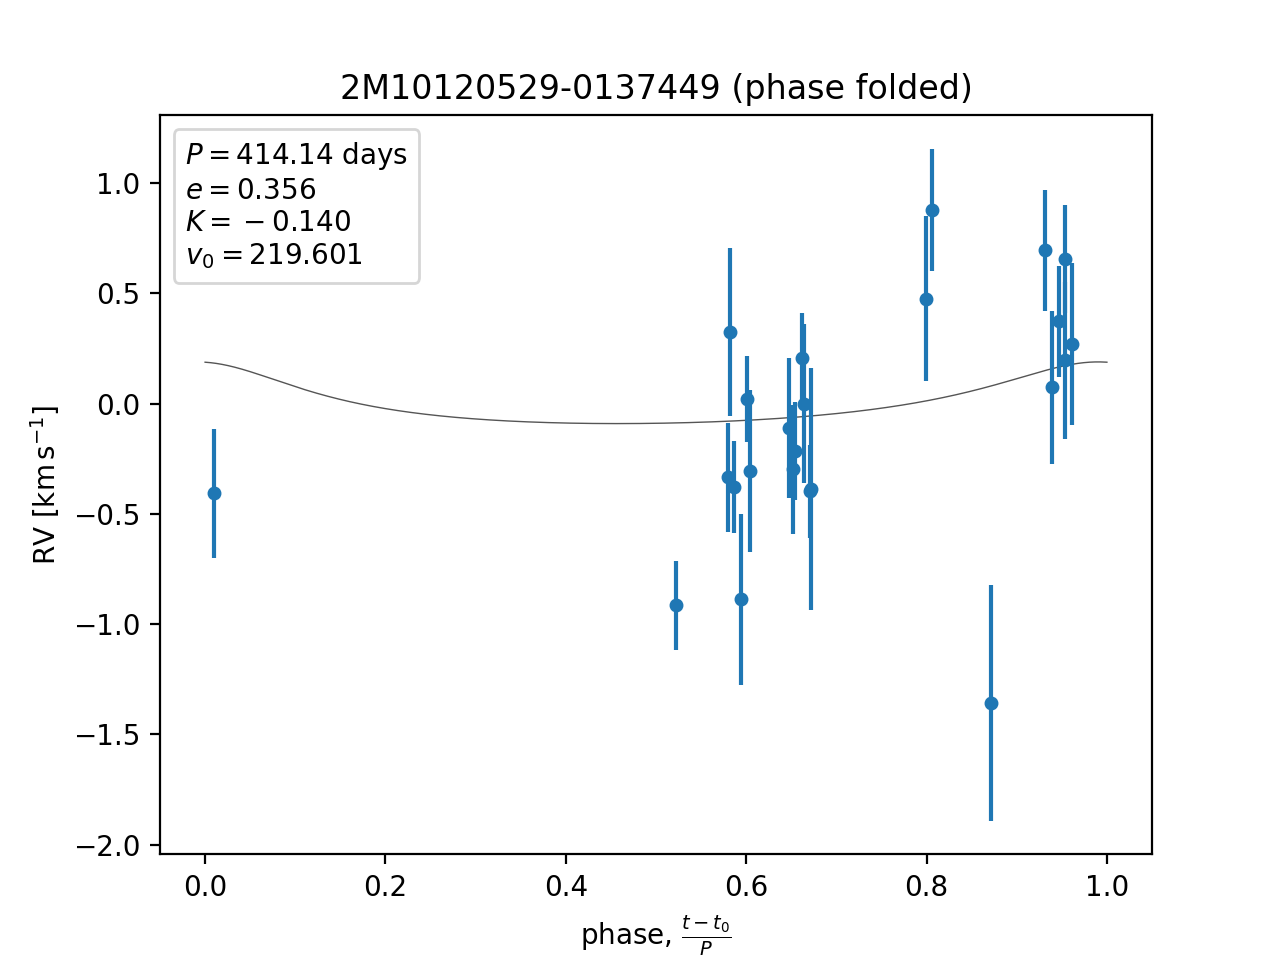 2M10120529-0137449 (phase folded)
P = 414.14 days
e = 0.356
K = −0.140
v₀ = 219.601
1.0
0.5
0.0
−0.5
−1.0
−1.5
−2.0
RV [km s⁻¹]
0.0 0.2 0.4 0.6 0.8 1.0
phase, (t − t₀)/P